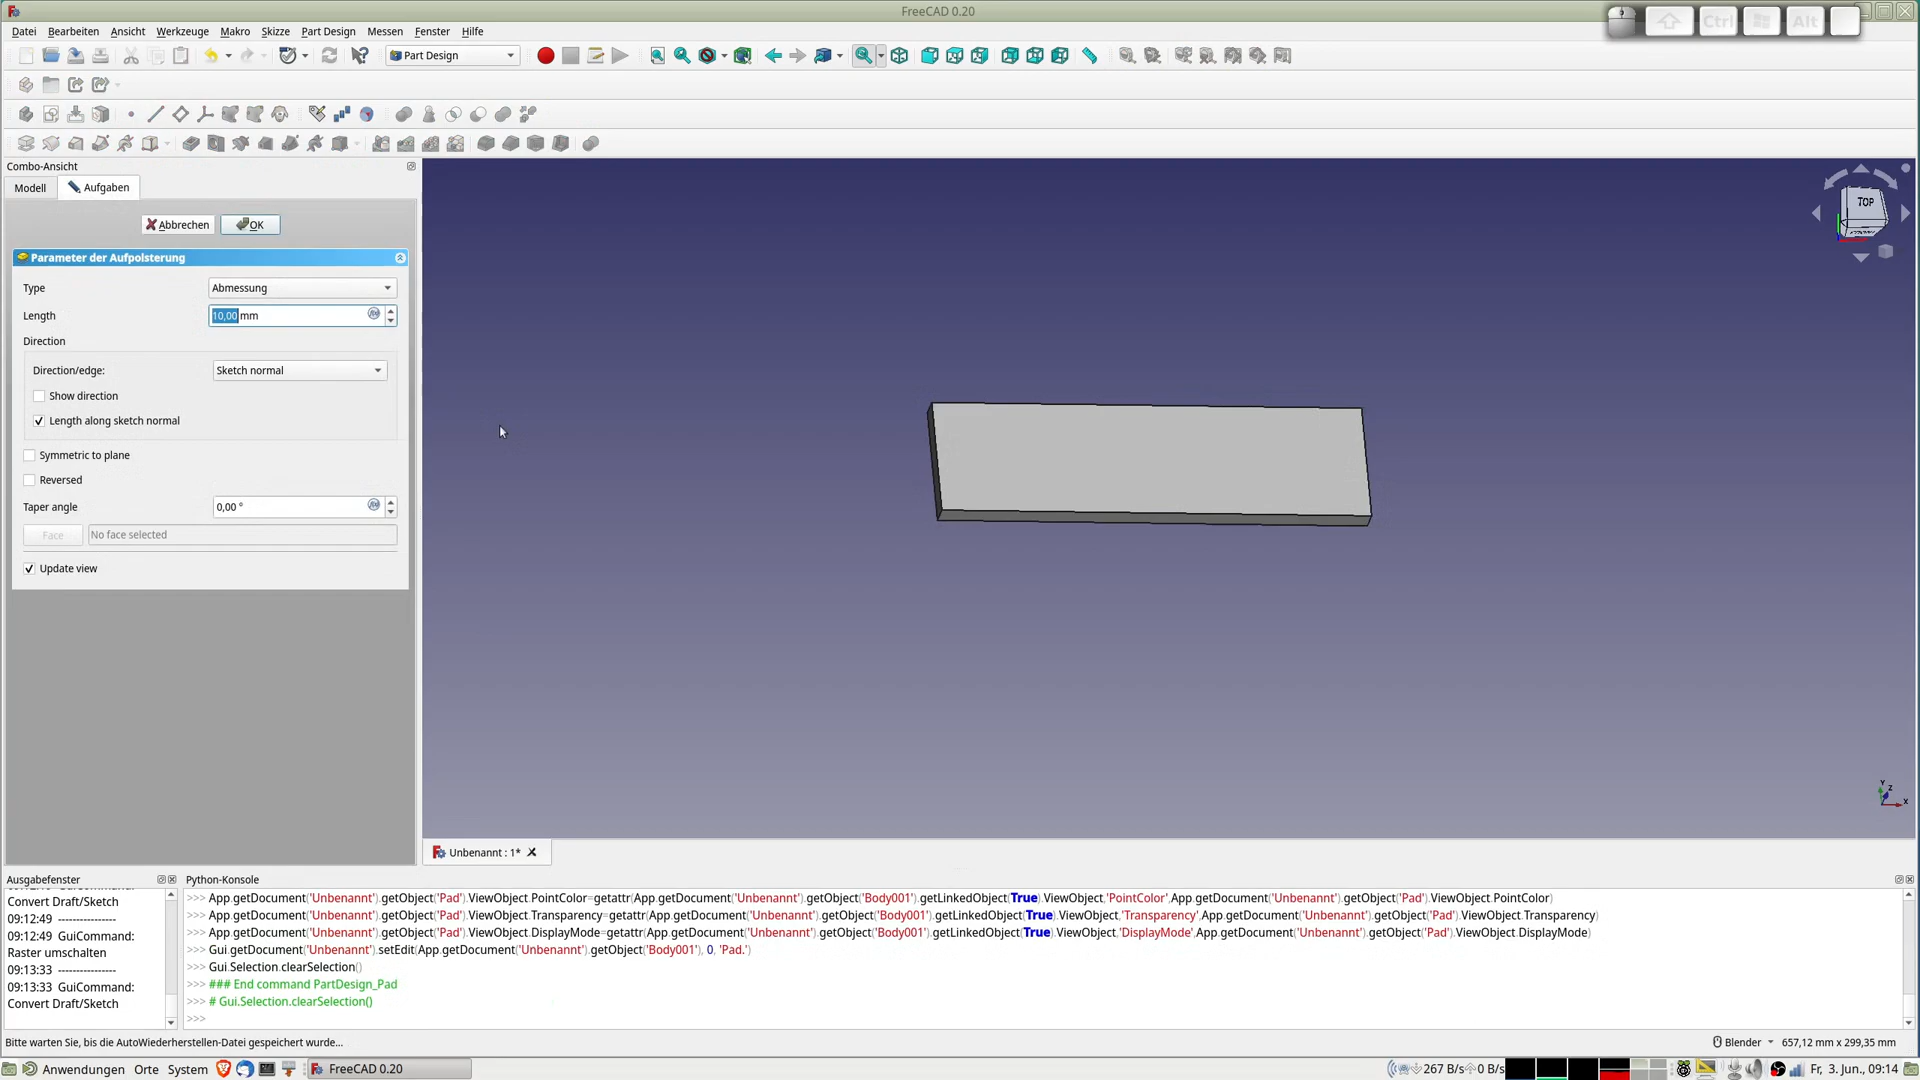 FreeCAD 0.20
Ctrl
Alt
Datei Bearbeiten Ansicht Werkzeuge Makro Skizze Part Design Messen Fenster Hilfe
Part Design
Combo-Ansicht
Modell Aufgaben
Abbrechen OK
Parameter der Aufpolsterung
Type Abmessung
Length 10,00 mm
Direction
Direction/edge: Sketch normal
Show direction
Length along sketch normal
Symmetric to plane
Reversed
Taper angle 0,00 °
Face No face selected
Update view
TOP
Y
Z
X
Unbenannt : 1*
Ausgabefenster
Convert Draft/Sketch
09:12:49 ----------------
09:12:49 GuiCommand:
Raster umschalten
09:13:33 ----------------
09:13:33 GuiCommand:
Convert Draft/Sketch
Python-Konsole
>>> App.getDocument('Unbenannt').getObject('Pad').ViewObject.PointColor=getattr(App.getDocument('Unbenannt').getObject('Body001').getLinkedObject(True).ViewObject,'PointColor',App.getDocument('Unbenannt').getObject('Pad').ViewObject.PointColor)
>>> App.getDocument('Unbenannt').getObject('Pad').ViewObject.Transparency=getattr(App.getDocument('Unbenannt').getObject('Body001').getLinkedObject(True).ViewObject,'Transparency',App.getDocument('Unbenannt').getObject('Pad').ViewObject.Transparency)
>>> App.getDocument('Unbenannt').getObject('Pad').ViewObject.DisplayMode=getattr(App.getDocument('Unbenannt').getObject('Body001').getLinkedObject(True).ViewObject,'DisplayMode',App.getDocument('Unbenannt').getObject('Pad').ViewObject.DisplayMode)
>>> Gui.getDocument('Unbenannt').setEdit(App.getDocument('Unbenannt').getObject('Body001'), 0, 'Pad.')
>>> Gui.Selection.clearSelection()
>>> ### End command PartDesign_Pad
>>> # Gui.Selection.clearSelection()
>>>
Bitte warten Sie, bis die AutoWiederherstellen-Datei gespeichert wurde...
Blender 657,12 mm x 299,35 mm
Anwendungen Orte System FreeCAD 0.20
267 B/s 0 B/s
Fr, 3. Jun., 09:14